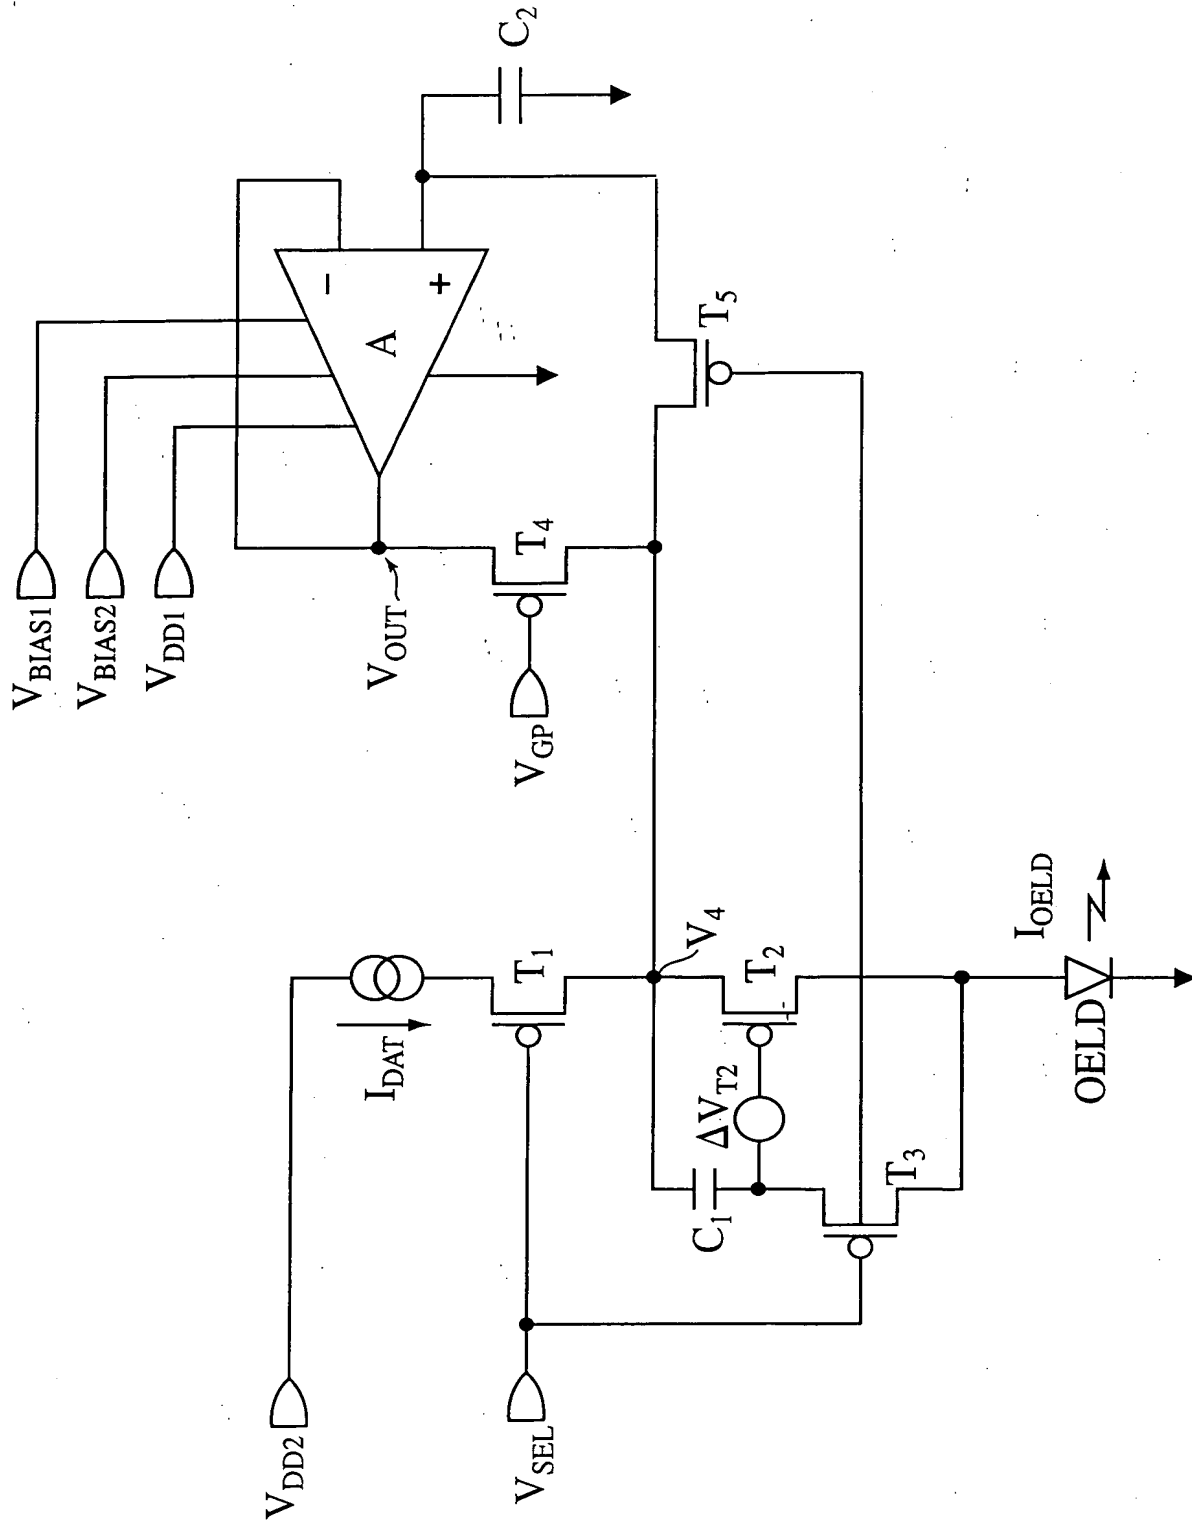 C2
VBIAS1
VBIAS2
VDD1
−
+
A
VOUT
T4
T5
VGP
IDAT
T1
V4
T2
ΔVT2
C1
T3
IOELD
OELD
VDD2
VSEL